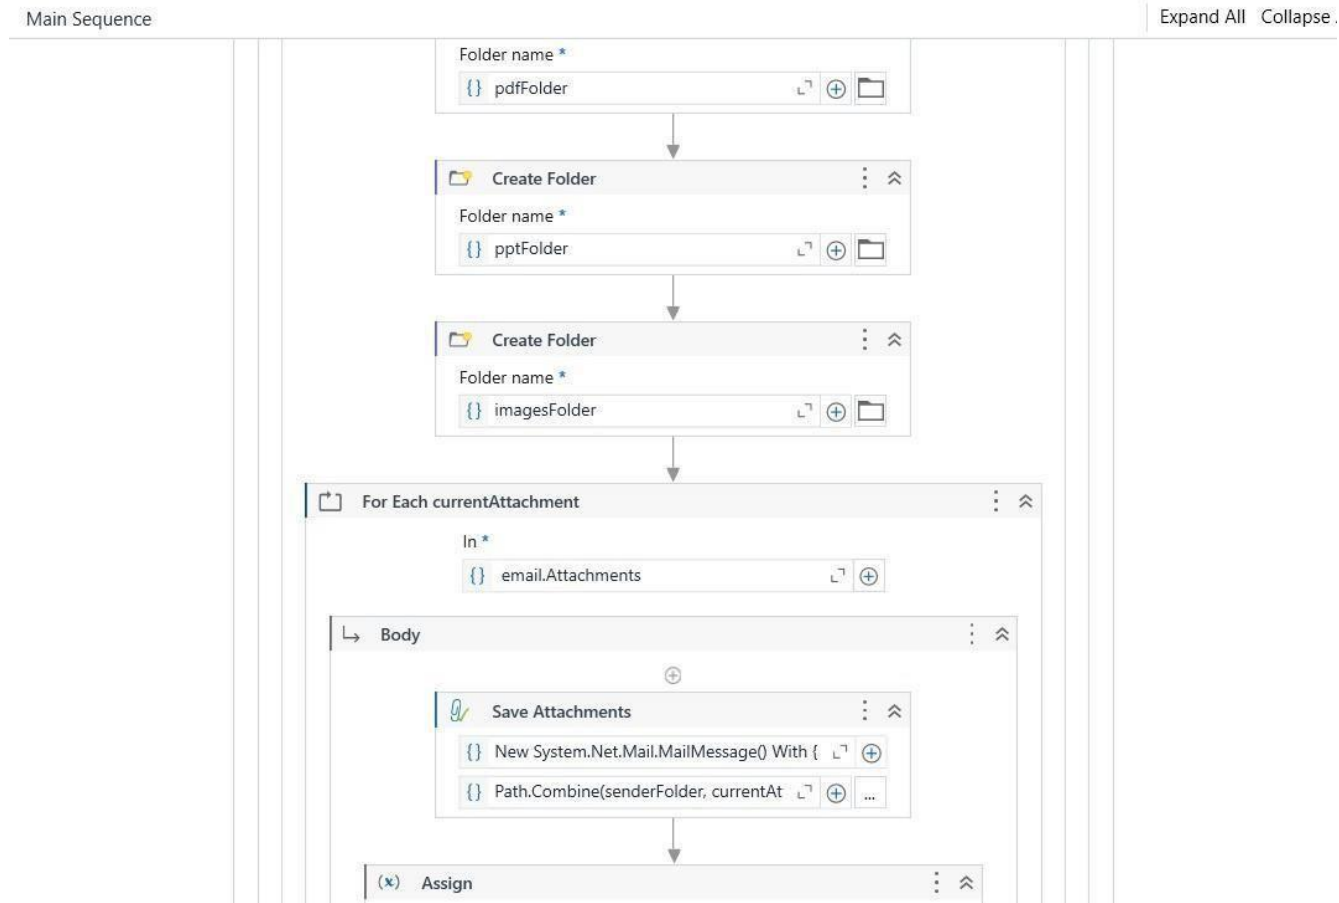 Main Sequence
Expand All Collapse
Folder name *
{} pdfFolder
Create Folder
Folder name *
{} pptFolder
Create Folder
Folder name *
{} imagesFolder
For Each currentAttachment
In *
{} email.Attachments
Body
Save Attachments
{} New System.Net.Mail.MailMessage() With {
{} Path.Combine(senderFolder, currentAt
...
(x) Assign